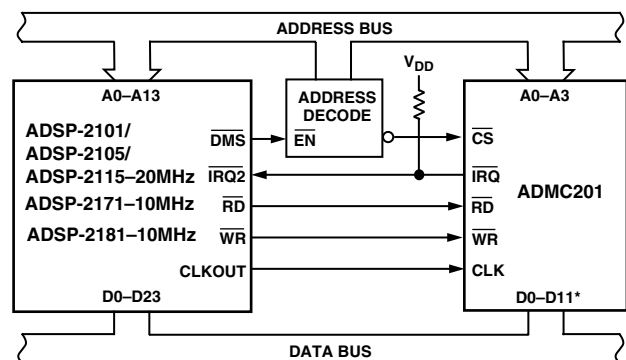 ADDRESS BUS
VDD
A0–A13
ADDRESS
DECODE
A0–A3
ADSP-2101/
ADSP-2105/
ADSP-2115–20MHz
ADSP-2171–10MHz
ADSP-2181–10MHz
DMS
EN
CS
IRQ2
IRQ
ADMC201
RD
RD
WR
WR
CLKOUT
CLK
D0–D23
D0–D11*
DATA BUS